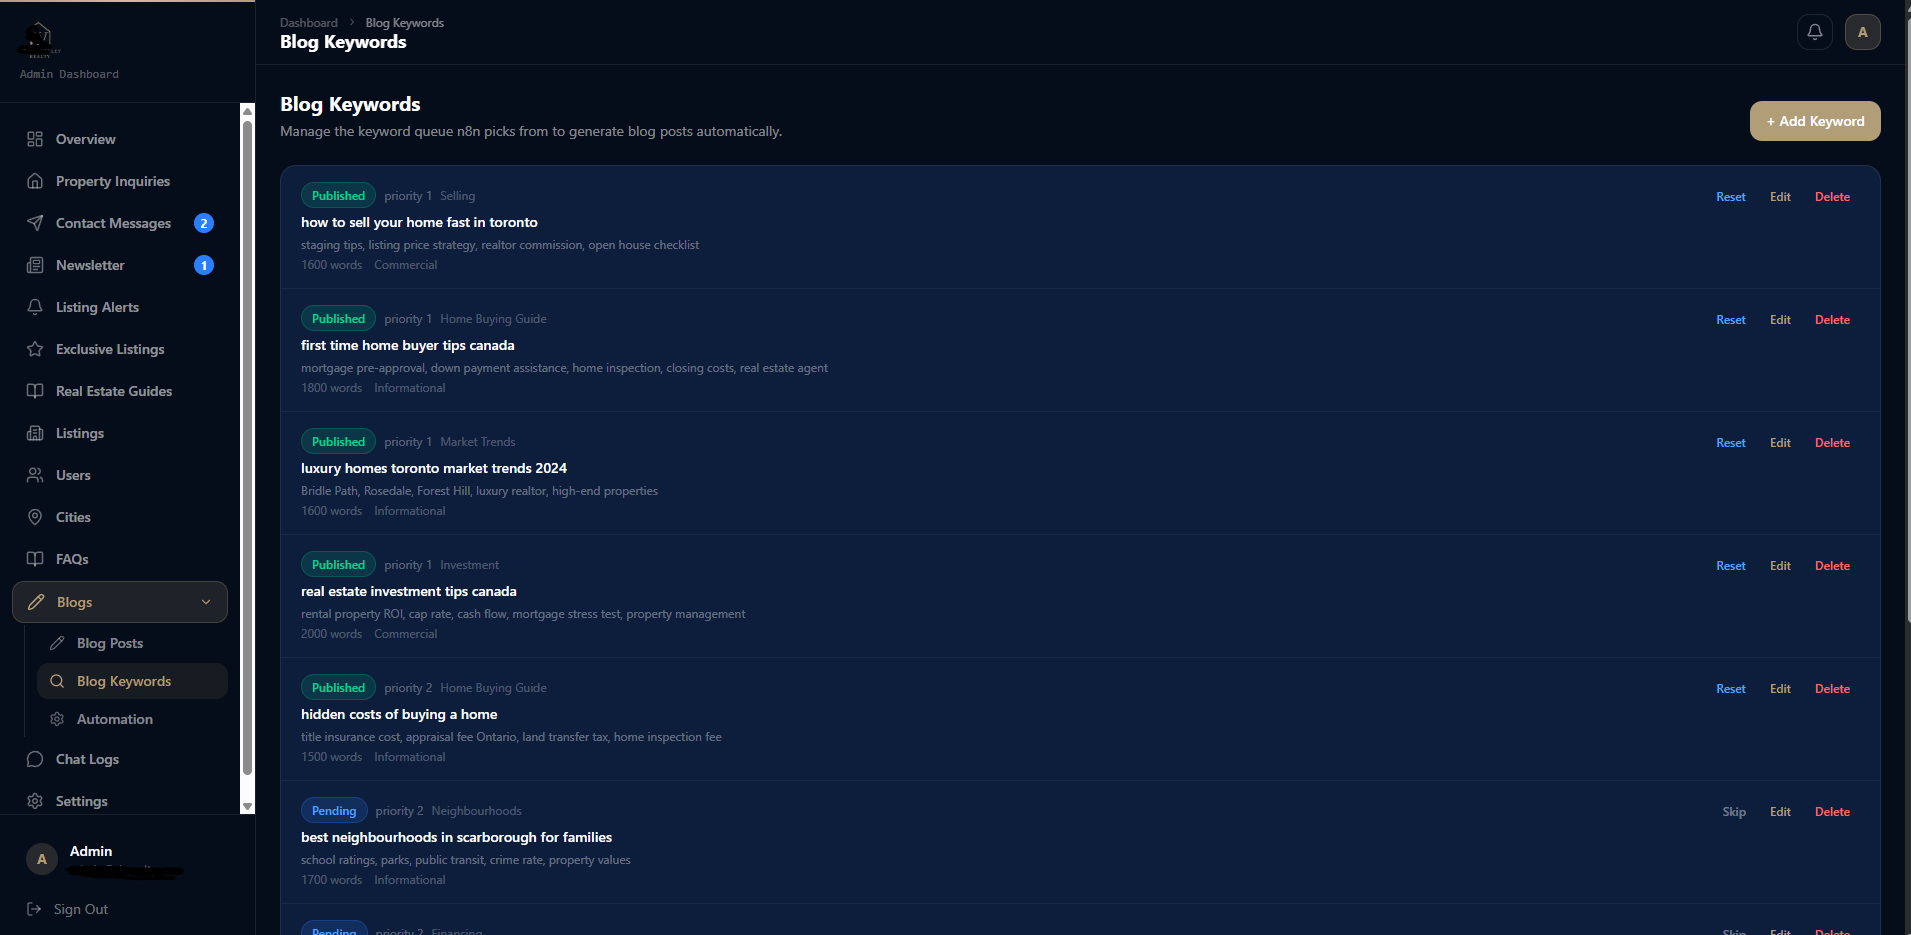 REALTY
Admin Dashboard
Overview
Property Inquiries
Contact Messages 2
Newsletter 1
Listing Alerts
Exclusive Listings
Real Estate Guides
Listings
Users
Cities
FAQs
Blogs
Blog Posts
Blog Keywords
Automation
Chat Logs
Settings
A
Admin
Sign Out
Dashboard > Blog Keywords
Blog Keywords
A
Blog Keywords
Manage the keyword queue n8n picks from to generate blog posts automatically.
+ Add Keyword
Published priority 1 Selling Reset Edit Delete
how to sell your home fast in toronto
staging tips, listing price strategy, realtor commission, open house checklist
1600 words Commercial
Published priority 1 Home Buying Guide Reset Edit Delete
first time home buyer tips canada
mortgage pre-approval, down payment assistance, home inspection, closing costs, real estate agent
1800 words Informational
Published priority 1 Market Trends Reset Edit Delete
luxury homes toronto market trends 2024
Bridle Path, Rosedale, Forest Hill, luxury realtor, high-end properties
1600 words Informational
Published priority 1 Investment Reset Edit Delete
real estate investment tips canada
rental property ROI, cap rate, cash flow, mortgage stress test, property management
2000 words Commercial
Published priority 2 Home Buying Guide Reset Edit Delete
hidden costs of buying a home
title insurance cost, appraisal fee Ontario, land transfer tax, home inspection fee
1500 words Informational
Pending priority 2 Neighbourhoods Skip Edit Delete
best neighbourhoods in scarborough for families
school ratings, parks, public transit, crime rate, property values
1700 words Informational
Pending priority 2 Financing Skip Edit Delete